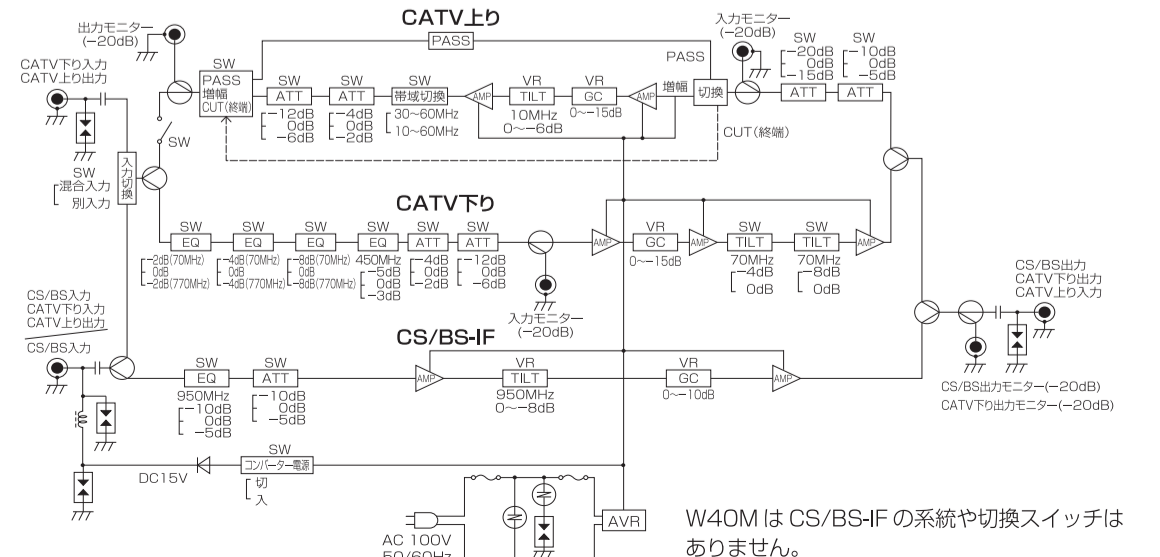 CATV上り
出力モニター
(−20dB)
入力モニター
(−20dB)
PASS
PASS
SW
−20dB
0dB
−15dB
SW
−10dB
0dB
−5dB
CATV下り入力
CATV上り出力
SW
PASS
増幅
CUT(終端)
SW
ATT
−12dB
0dB
−6dB
SW
ATT
−4dB
0dB
−2dB
SW
帯域切換
30〜60MHz
10〜60MHz
AMP
VR
TILT
10MHz
0〜−6dB
VR
GC
0〜−15dB
AMP
増幅
切換
CUT(終端)
ATT
ATT
SW
SW
混合入力
別入力
入力切換
CATV下り
SW
EQ
−2dB(70MHz)
0dB
−2dB(770MHz)
SW
EQ
−4dB(70MHz)
0dB
−4dB(770MHz)
SW
EQ
−8dB(70MHz)
0dB
−8dB(770MHz)
SW
EQ
450MHz
−5dB
0dB
−3dB
SW
ATT
−4dB
0dB
−2dB
SW
ATT
−12dB
0dB
−6dB
入力モニター
(−20dB)
AMP
VR
GC
0〜−15dB
AMP
SW
TILT
70MHz
−4dB
0dB
SW
TILT
70MHz
−8dB
0dB
AMP
CS/BS出力
CATV下り出力
CATV上り入力
CS/BS出力モニター(−20dB)
CATV下り出力モニター(−20dB)
CS/BS入力
CATV下り入力
CATV上り出力
CS/BS入力
CS/BS-IF
SW
EQ
950MHz
−10dB
0dB
−5dB
SW
ATT
−10dB
0dB
−5dB
AMP
VR
TILT
950MHz
0〜−8dB
VR
GC
0〜−10dB
AMP
DC15V
SW
コンバーター電源
切
入
AC 100V
50/60Hz
AVR
W40MはCS/BS-IFの系統や切換スイッチは
ありません。